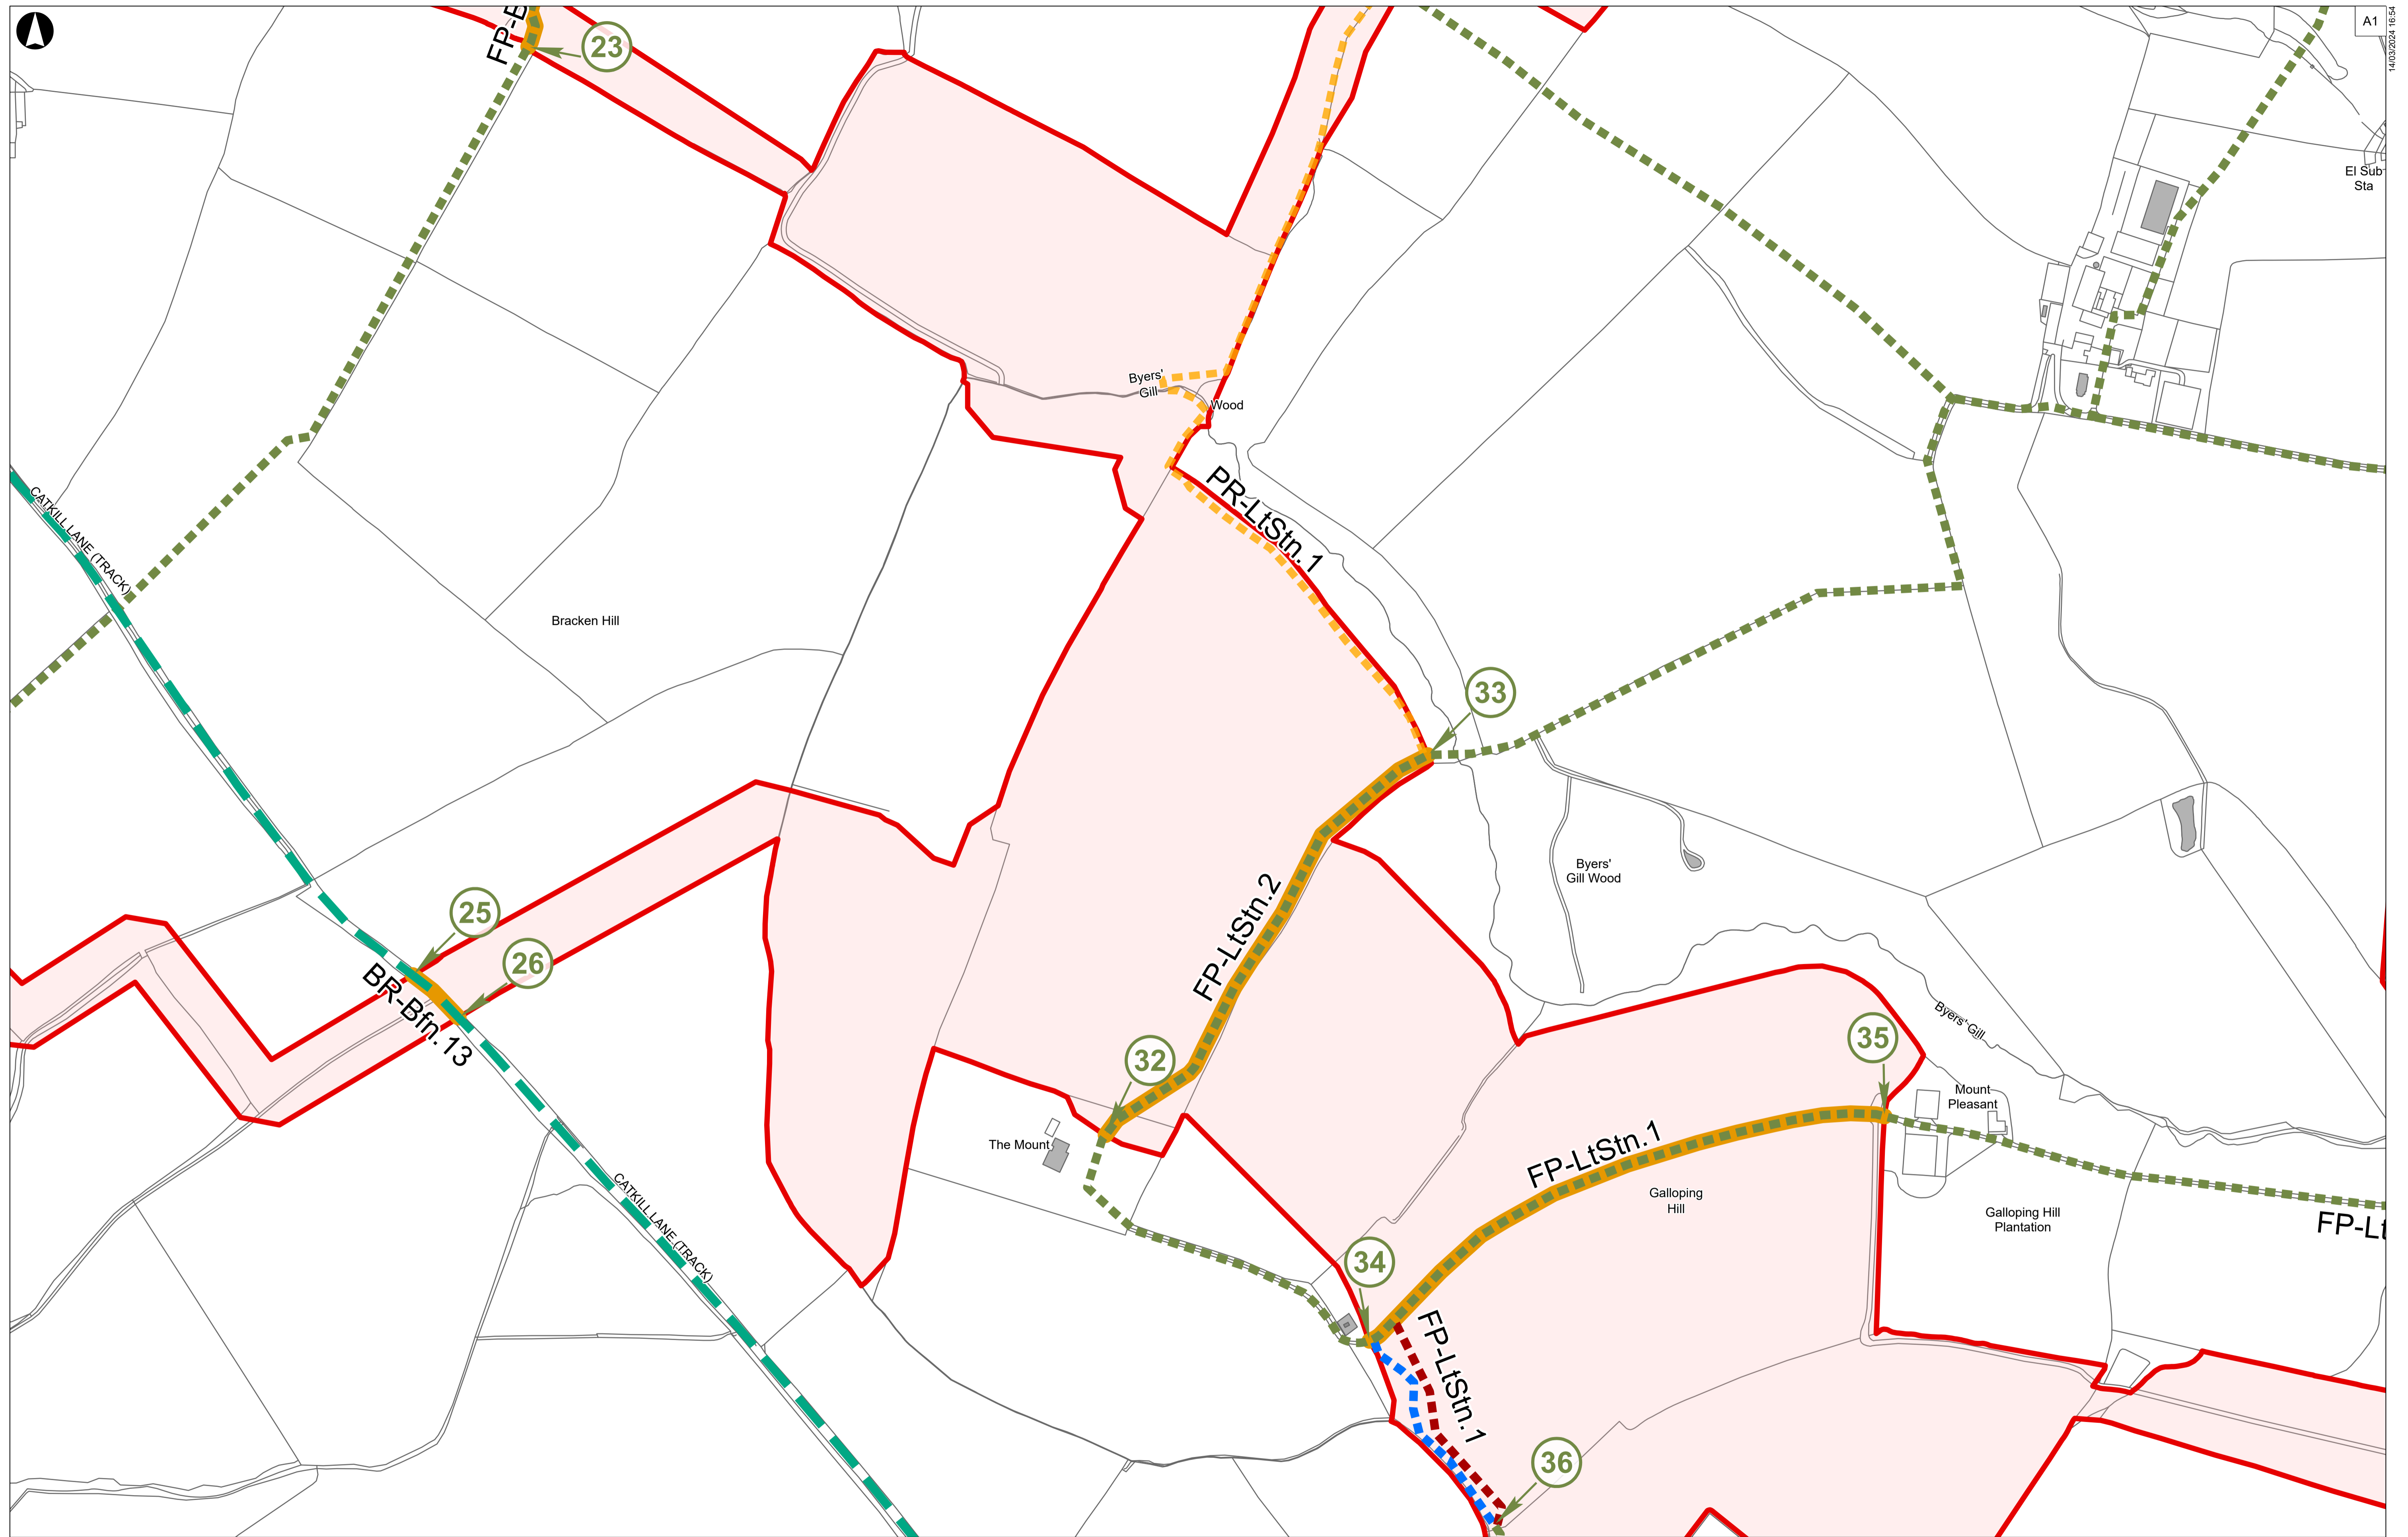 FP-B
23
A1
14/03/2024 16:54
El Sub
Sta
Byers'
Gill
Wood
CATKILL LANE (TRACK)
PR-LtStn. 1
Bracken Hill
33
Byers'
Gill Wood
25
26
FP-LtStn.2
BR-Bfn. 13
Byers' Gill
35
32
Mount
Pleasant
The Mount
FP-LtStn.1
Galloping
Hill
Galloping Hill
Plantation
FP-Lt
CATKILL LANE (TRACK)
34
FP-LtStn. 1
36